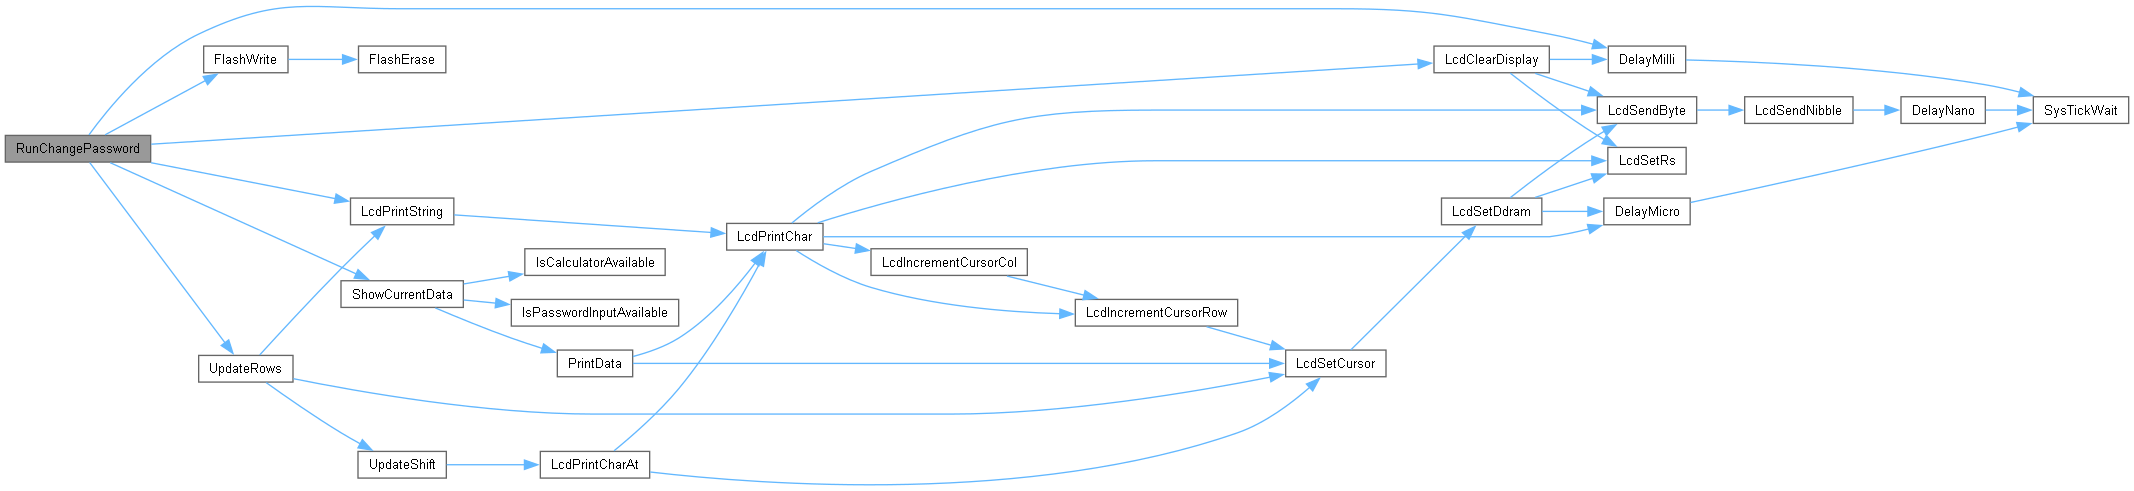 RunChangePassword
FlashWrite
FlashErase
LcdPrintString
ShowCurrentData
UpdateRows
UpdateShift
IsCalculatorAvailable
IsPasswordInputAvailable
PrintData
LcdPrintCharAt
LcdPrintChar
LcdIncrementCursorCol
LcdIncrementCursorRow
LcdSetCursor
LcdClearDisplay
LcdSetDdram
DelayMilli
LcdSendByte
LcdSetRs
DelayMicro
LcdSendNibble
DelayNano
SysTickWait